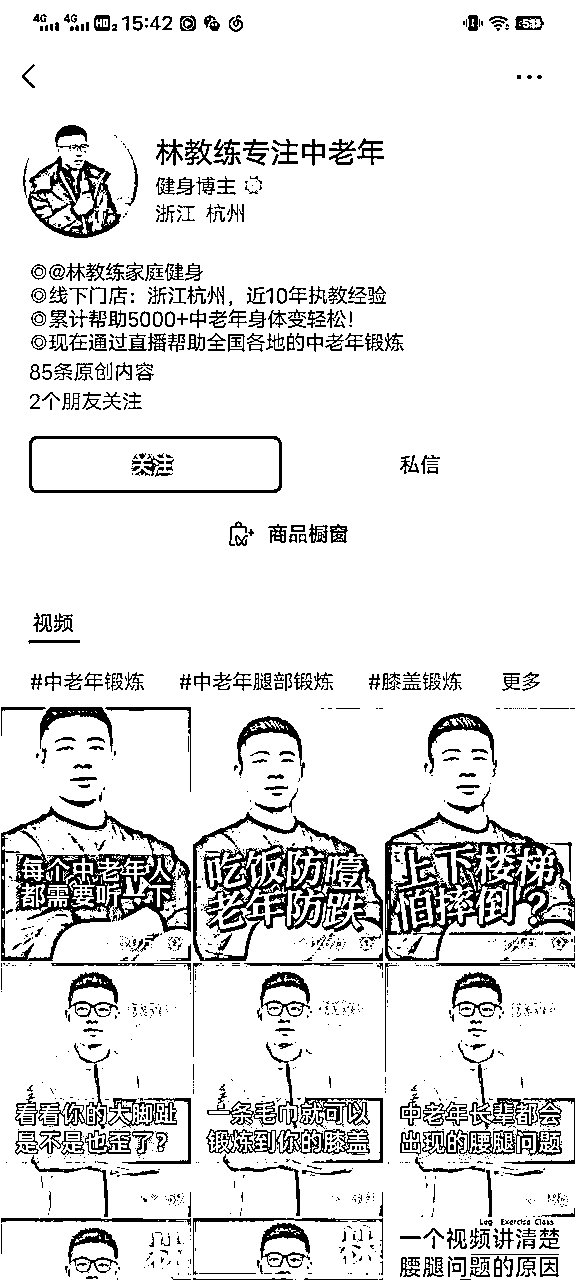 4G 4G HD 2 15:42
林教练专注中老年
健身博主
浙江 杭州
@林教练家庭健身
线下门店：浙江杭州，近10年执教经验
累计帮助5000+中老年身体变轻松！
现在通过直播帮助全国各地的中老年锻炼
85条原创内容
2个朋友关注
关注 私信
商品橱窗
视频
#中老年锻炼 #中老年腿部锻炼 #膝盖锻炼 更多
每个中老年人
都需要听一下
吃饭防噎
老年防跌
上下楼梯
怕摔倒？
看看你的大脚趾
是不是也歪了？
一条毛巾就可以
锻炼到你的膝盖
中老年长辈都会
出现的腰腿问题
Leg Exercise Class
一个视频讲清楚
腰腿问题的原因